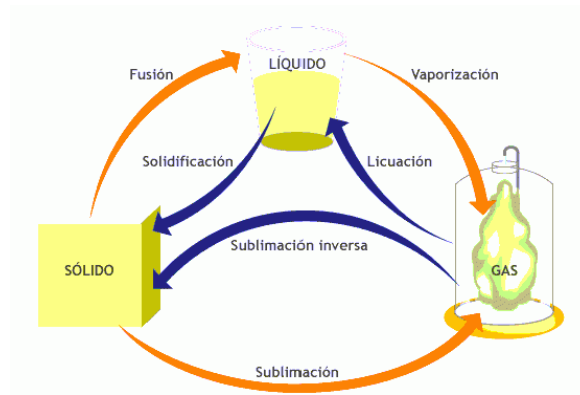 LÍQUIDO
Fusión
Vaporización
Solidificación
Licuación
Sublimación inversa
SÓLIDO
GAS
Sublimación